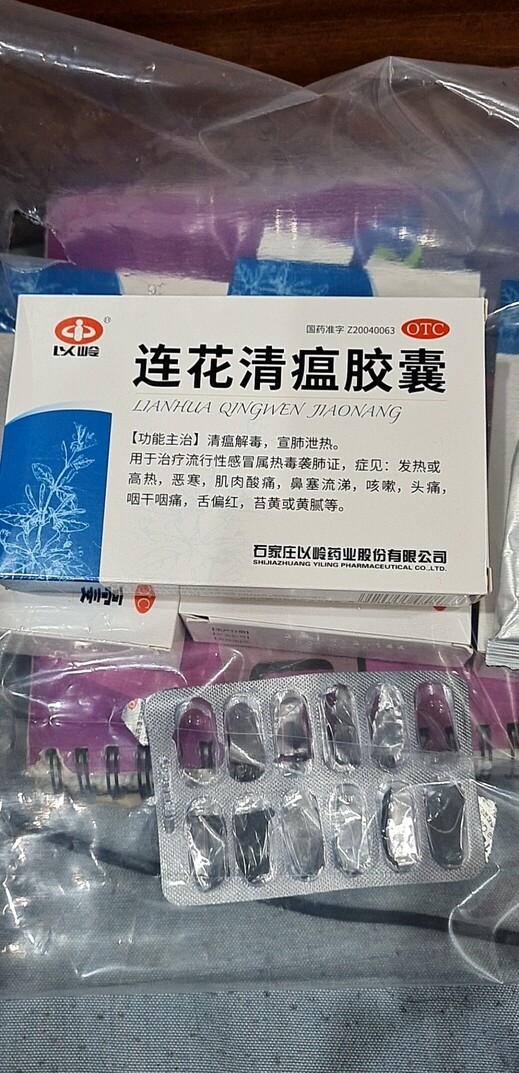 以岭
®
国药准字 Z20040063 OTC
连花清瘟胶囊
LIANHUA QINGWEN JIAONANG
【功能主治】清瘟解毒，宣肺泄热。
用于治疗流行性感冒属热毒袭肺证，症见：发热或
高热，恶寒，肌肉酸痛，鼻塞流涕，咳嗽，头痛，
咽干咽痛，舌偏红，苔黄或黄腻等。
石家庄以岭药业股份有限公司
SHIJIAZHUANG YILING PHARMACEUTICAL CO.,LTD.